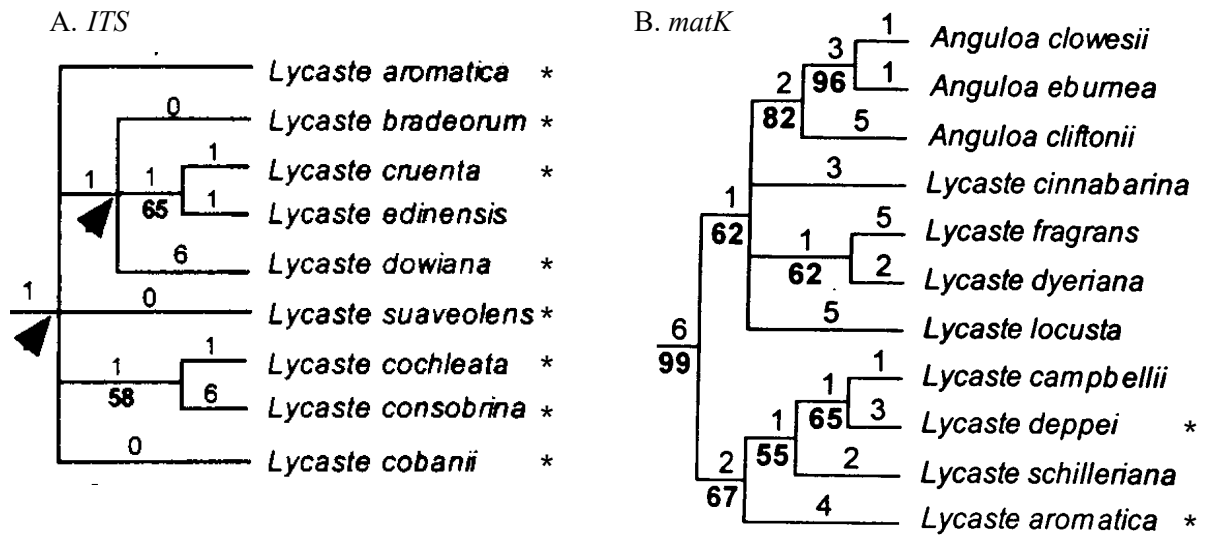 A. ITS
Lycaste aromatica *
0
Lycaste bradeorum *
1
1
1
Lycaste cruenta *
65
1
Lycaste edinensis
6
Lycaste dowiana *
1
0
Lycaste suaveolens *
1
1
Lycaste cochleata *
58
6
Lycaste consobrina *
0
Lycaste cobanii *
B. matK
1
Anguloa clowesii
3
96
1
Anguloa eburnea
2
82
5
Anguloa cliftonii
3
Lycaste cinnabarina
1
62
5
Lycaste fragrans
1
62
2
Lycaste dyeriana
5
Lycaste locusta
6
99
1
Lycaste campbellii
1
65
3
Lycaste deppei *
1
55
2
Lycaste schilleriana
2
67
4
Lycaste aromatica *